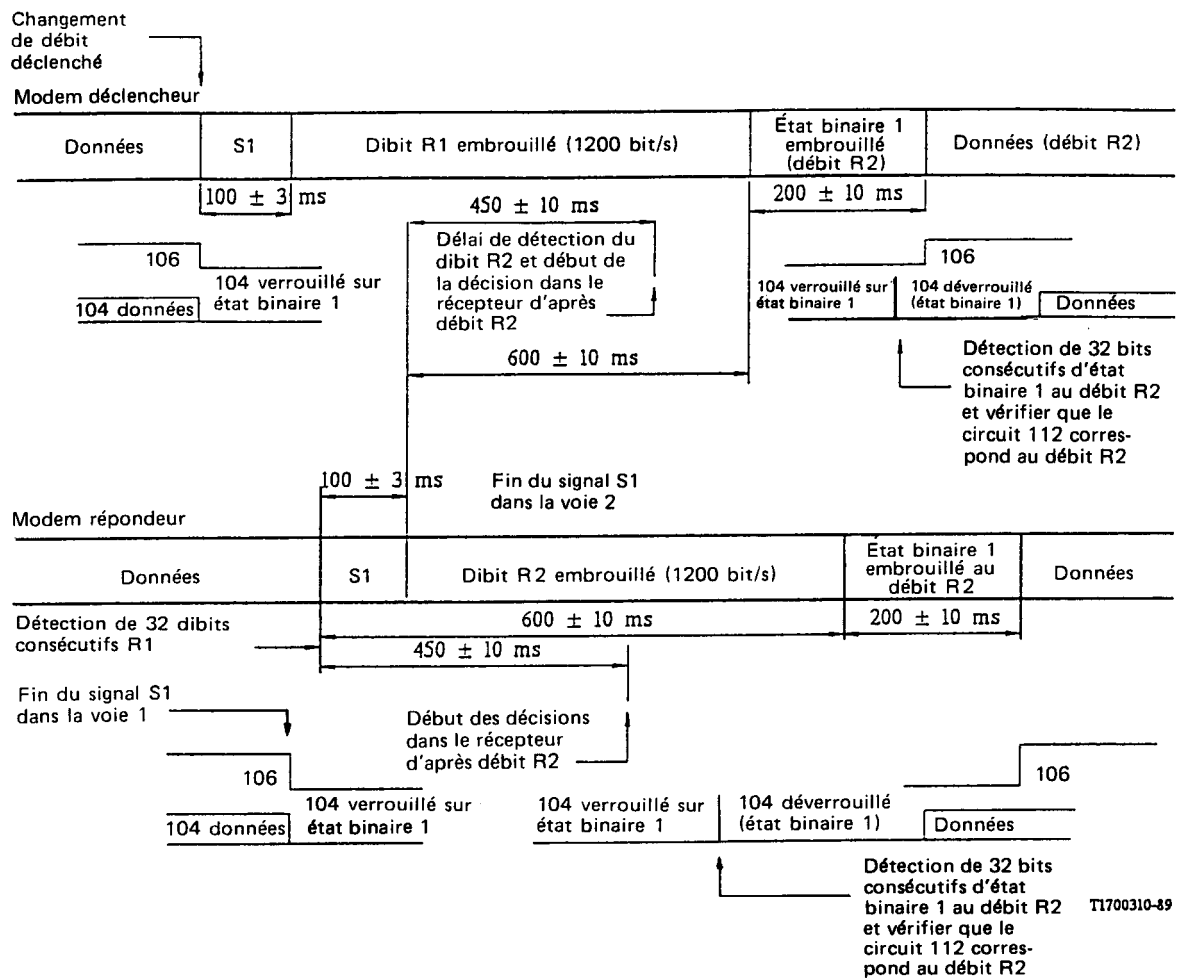 Changement
de débit
déclenché
Modem déclencheur
Données
S1
Dibit R1 embrouillé (1200 bit/s)
État binaire 1
embrouillé
(débit R2)
Données (débit R2)
100 ± 3 ms
450 ± 10 ms
200 ± 10 ms
Délai de détection du
dibit R2 et début de
la décision dans le
récepteur d'après
débit R2
106
104 verrouillé sur
état binaire 1
104 données
106
104 verrouillé sur
état binaire 1
104 déverrouillé
(état binaire 1)
Données
600 ± 10 ms
Détection de 32 bits
consécutifs d'état
binaire 1 au débit R2
et vérifier que le
circuit 112 corres-
pond au débit R2
100 ± 3 ms
Fin du signal S1
dans la voie 2
Modem répondeur
Données
S1
Dibit R2 embrouillé (1200 bit/s)
État binaire 1
embrouillé au
débit R2
Données
Détection de 32 dibits
consécutifs R1
600 ± 10 ms
200 ± 10 ms
450 ± 10 ms
Fin du signal S1
dans la voie 1
Début des décisions
dans le récepteur
d'après débit R2
106
106
104 données
104 verrouillé sur
état binaire 1
104 verrouillé sur
état binaire 1
104 déverrouillé
(état binaire 1)
Données
Détection de 32 bits
consécutifs d'état
binaire 1 au débit R2
et vérifier que le
circuit 112 corres-
pond au débit R2
T1700310-89